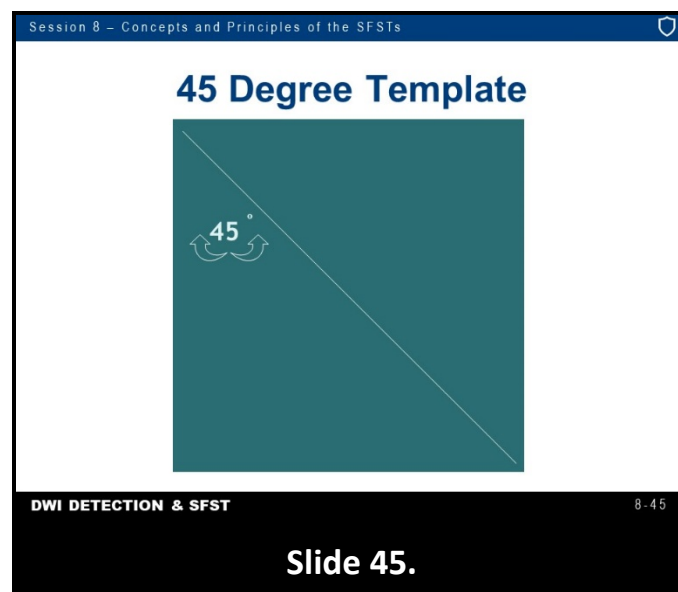 Session 8 – Concepts and Principles of the SFSTs
45 Degree Template
45 °
DWI DETECTION & SFST
8-45
Slide 45.